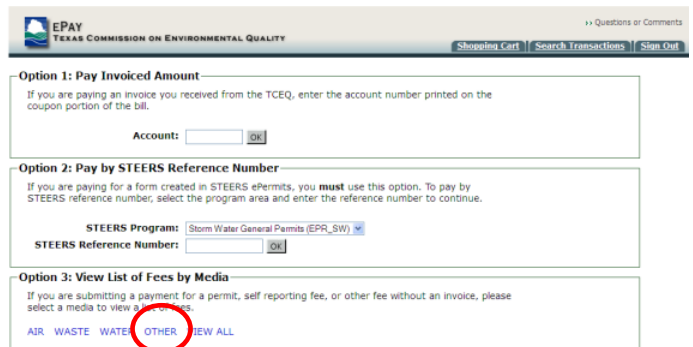 ›› Questions or Comments
EPAY
TEXAS COMMISSION ON ENVIRONMENTAL QUALITY
Shopping Cart Search Transactions Sign Out
Option 1: Pay Invoiced Amount
If you are paying an invoice you received from the TCEQ, enter the account number printed on the
coupon portion of the bill.
Account: OK
Option 2: Pay by STEERS Reference Number
If you are paying for a form created in STEERS ePermits, you must use this option. To pay by
STEERS reference number, select the program area and enter the reference number to continue.
STEERS Program: Storm Water General Permits (EPR_SW)
STEERS Reference Number: OK
Option 3: View List of Fees by Media
If you are submitting a payment for a permit, self reporting fee, or other fee without an invoice, please
select a media to view a list of fees.
AIR WASTE WATER OTHER VIEW ALL